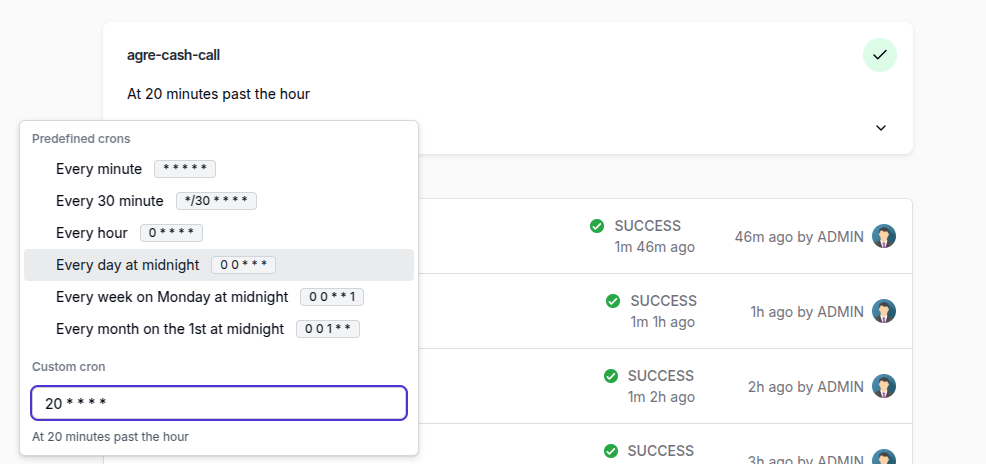 agre-cash-call
At 20 minutes past the hour
Predefined crons
Every minute * * * * *
Every 30 minute */30 * * * *
Every hour 0 * * * *
Every day at midnight 0 0 * * *
Every week on Monday at midnight 0 0 * * 1
Every month on the 1st at midnight 0 0 1 * *
Custom cron
20 * * * *
At 20 minutes past the hour
SUCCESS
1m 46m ago
46m ago by ADMIN
SUCCESS
1m 1h ago
1h ago by ADMIN
SUCCESS
1m 2h ago
2h ago by ADMIN
SUCCESS
3h ago by ADMIN